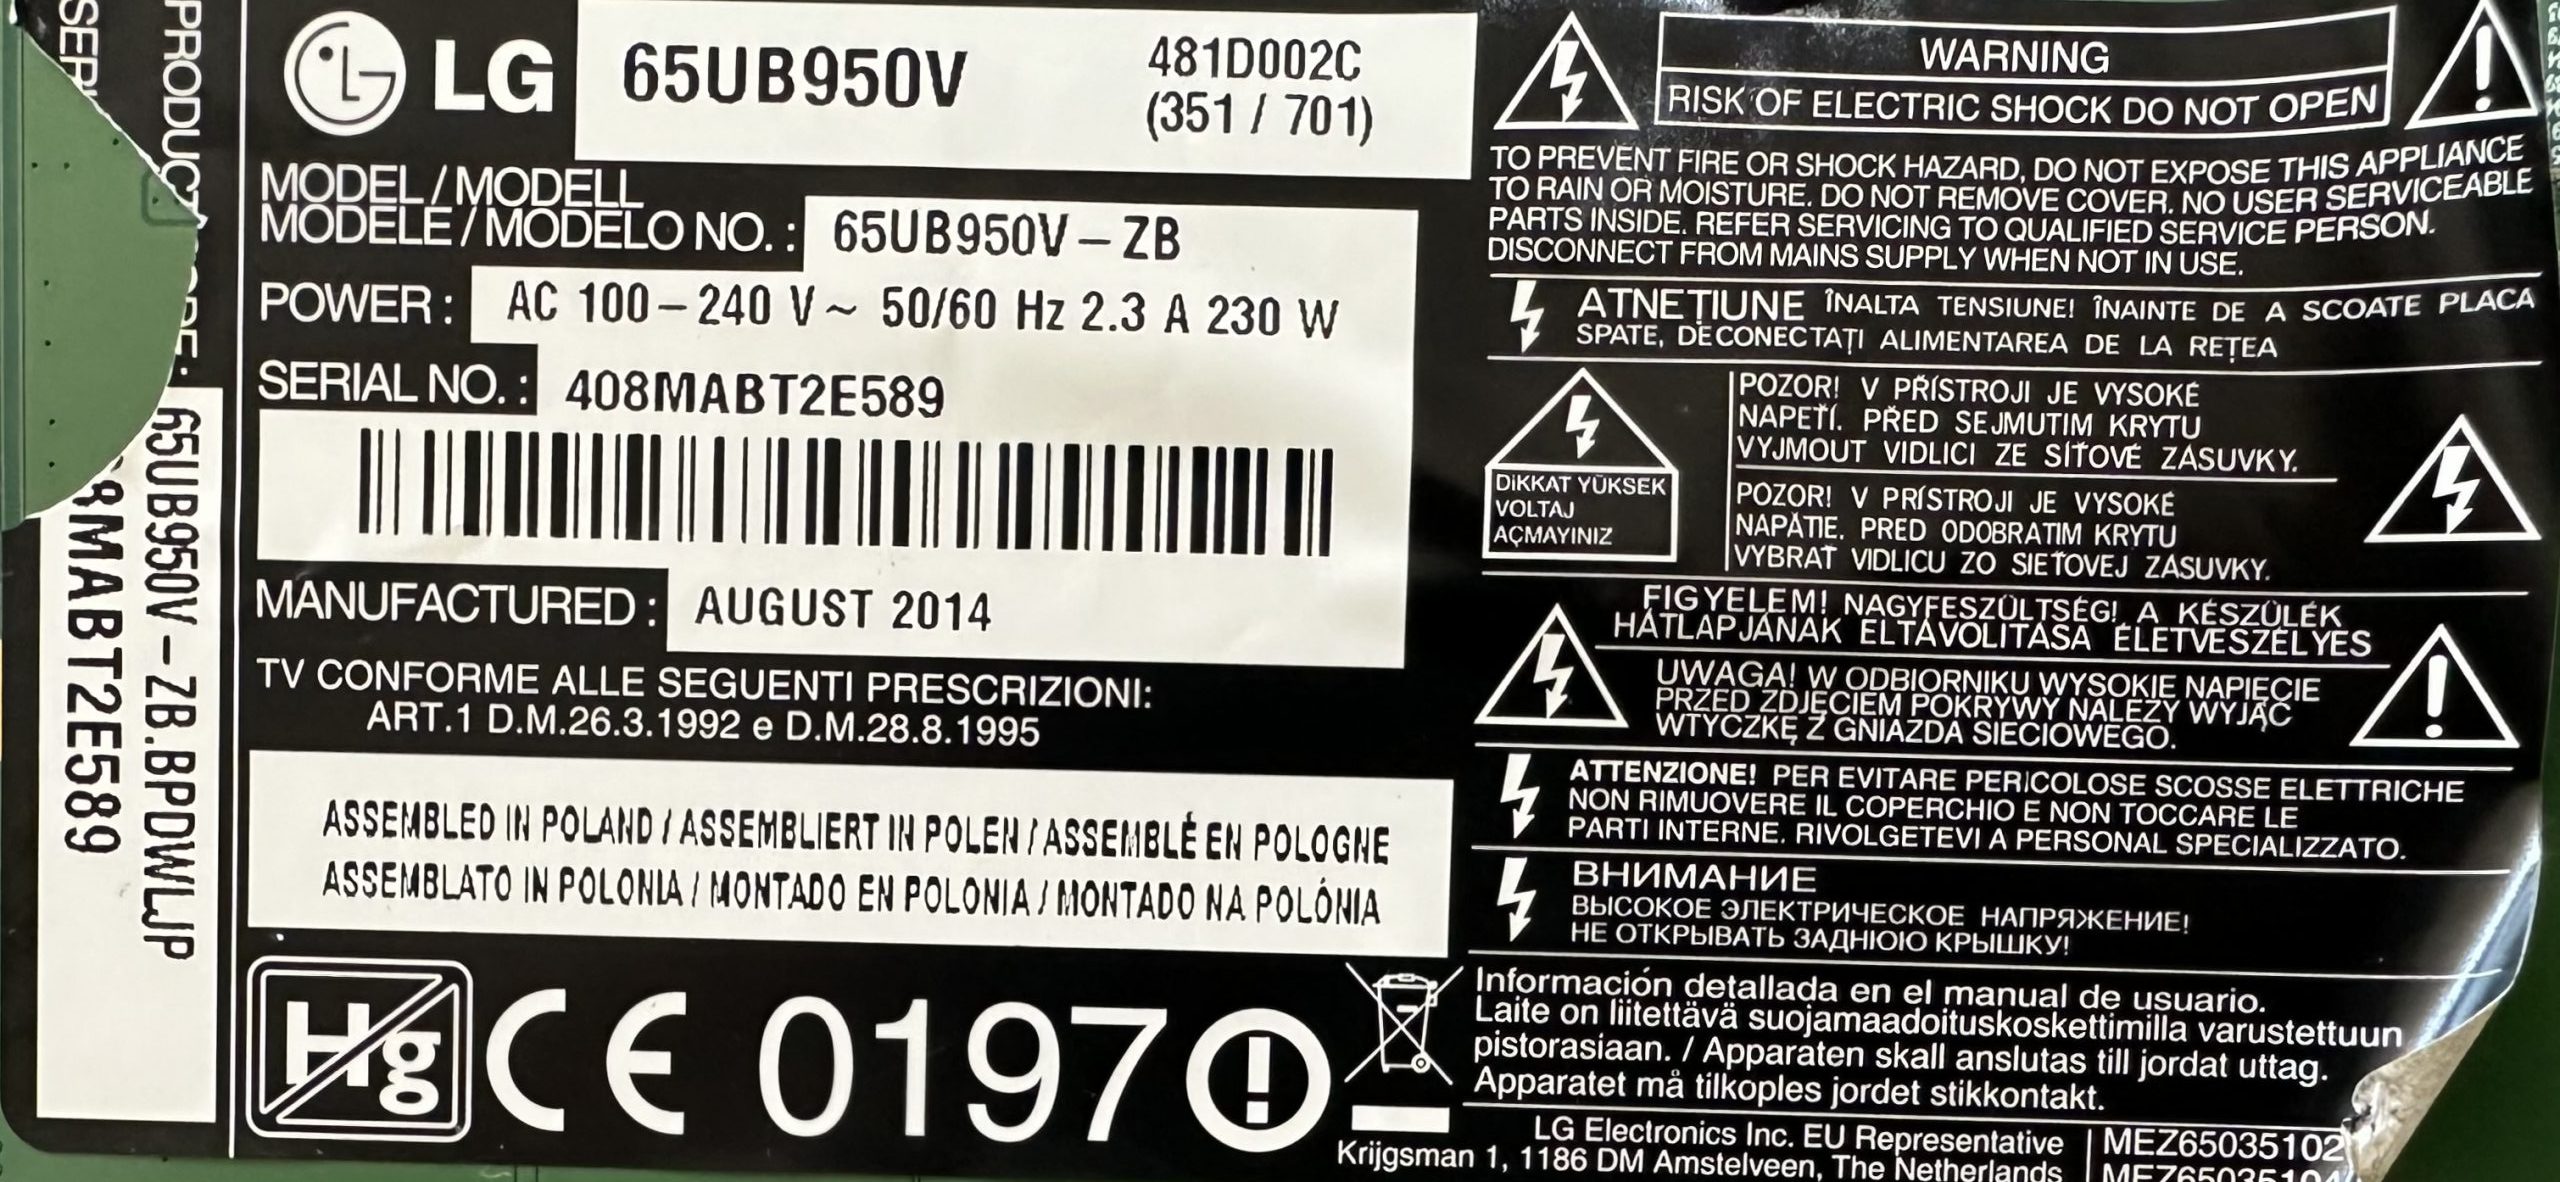 SERI
PRODUCT
65UB950V-ZB.BPDWLJP
8MABT2E589
LG
65UB950V
481D002C
(351 / 701)
MODEL / MODELL
MODELE / MODELO NO. : 65UB950V-ZB
POWER : AC 100-240 V~ 50/60 Hz 2.3 A 230 W
SERIAL NO. : 408MABT2E589
MANUFACTURED : AUGUST 2014
TV CONFORME ALLE SEGUENTI PRESCRIZIONI:
ART.1 D.M.26.3.1992 e D.M.28.8.1995
ASSEMBLED IN POLAND / ASSEMBLIERT IN POLEN / ASSEMBLÉ EN POLOGNE
ASSEMBLATO IN POLONIA / MONTADO EN POLONIA / MONTADO NA POLÓNIA
Hg
CE 0197
WARNING
RISK OF ELECTRIC SHOCK DO NOT OPEN
TO PREVENT FIRE OR SHOCK HAZARD, DO NOT EXPOSE THIS APPLIANCE
TO RAIN OR MOISTURE. DO NOT REMOVE COVER. NO USER SERVICEABLE
PARTS INSIDE. REFER SERVICING TO QUALIFIED SERVICE PERSON.
DISCONNECT FROM MAINS SUPPLY WHEN NOT IN USE.
ATNEȚIUNE ÎNALTA TENSIUNE! ÎNAINTE DE A SCOATE PLACA
SPATE, DECONECTAȚI ALIMENTAREA DE LA REȚEA
DİKKAT YÜKSEK
VOLTAJ
AÇMAYINIZ
POZOR! V PŘÍSTROJI JE VYSOKÉ
NAPETÍ. PŘED SEJMUTIM KRYTU
VYJMOUT VIDLICI ZE SÍŤOVÉ ZÁSUVKY.
POZOR! V PRÍSTROJI JE VYSOKÉ
NAPÄTIE. PRED ODOBRATIM KRYTU
VYBRAŤ VIDLICU ZO SIEŤOVEJ ZÁSUVKY.
FIGYELEM! NAGYFESZÜLTSÉG! A KÉSZÜLÉK
HÁTLAPJÁNAK ELTÁVOLITÁSA ÉLETVESZÉLYES
UWAGA! W ODBIORNIKU WYSOKIE NAPIĘCIE
PRZED ZDJĘCIEM POKRYWY NALEŻY WYJĄĆ
WTYCZKĘ Z GNIAZDA SIECIOWEGO.
ATTENZIONE! PER EVITARE PERICOLOSE SCOSSE ELETTRICHE
NON RIMUOVERE IL COPERCHIO E NON TOCCARE LE
PARTI INTERNE. RIVOLGETEVI A PERSONAL SPECIALIZZATO.
ВНИМАНИЕ
ВЫСОКОЕ ЭЛЕКТРИЧЕСКОЕ НАПРЯЖЕНИЕ!
НЕ ОТКРЫВАТЬ ЗАДНЮЮ КРЫШКУ!
Información detallada en el manual de usuario.
Laite on liitettävä suojamaadoituskoskettimilla varustettuun
pistorasiaan. / Apparaten skall anslutas till jordat uttag.
Apparatet må tilkoples jordet stikkontakt.
LG Electronics Inc. EU Representative
Krijgsman 1, 1186 DM Amstelveen, The Netherlands
MEZ65035102
MEZ65035104